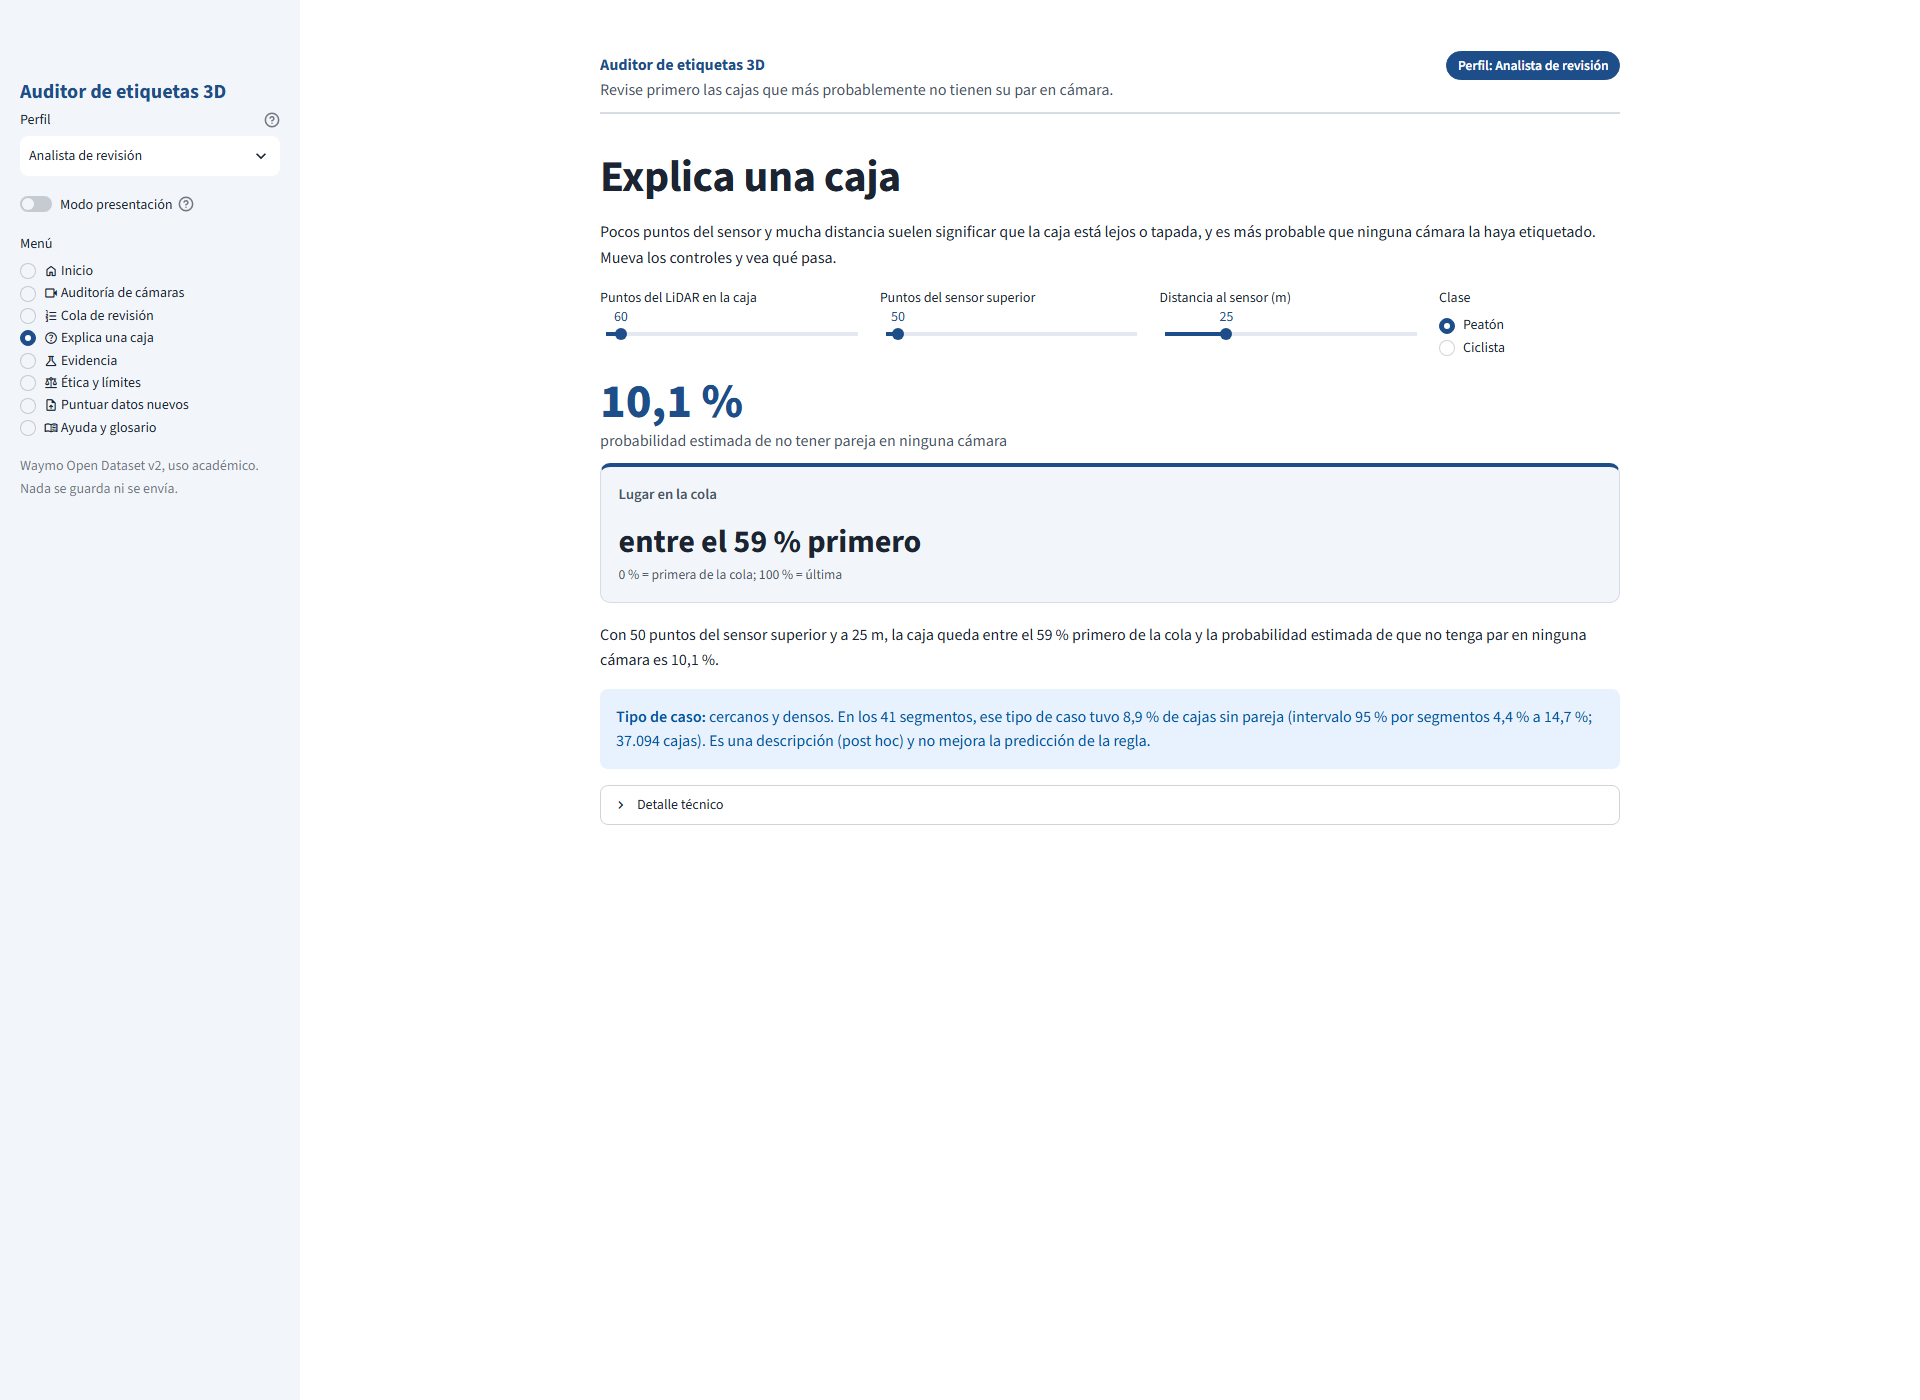 Auditor de etiquetas 3D
Perfil
Analista de revisión
Modo presentación
Menú
Inicio
Auditoría de cámaras
Cola de revisión
Explica una caja
Evidencia
Ética y límites
Puntuar datos nuevos
Ayuda y glosario
Waymo Open Dataset v2, uso académico.
Nada se guarda ni se envía.
Auditor de etiquetas 3D
Revise primero las cajas que más probablemente no tienen su par en cámara.
Perfil: Analista de revisión
Explica una caja
Pocos puntos del sensor y mucha distancia suelen significar que la caja está lejos o tapada, y es más probable que ninguna cámara la haya etiquetado.
Mueva los controles y vea qué pasa.
Puntos del LiDAR en la caja
60
Puntos del sensor superior
50
Distancia al sensor (m)
25
Clase
Peatón
Ciclista
10,1 %
probabilidad estimada de no tener pareja en ninguna cámara
Lugar en la cola
entre el 59 % primero
0 % = primera de la cola; 100 % = última
Con 50 puntos del sensor superior y a 25 m, la caja queda entre el 59 % primero de la cola y la probabilidad estimada de que no tenga par en ninguna
cámara es 10,1 %.
Tipo de caso: cercanos y densos. En los 41 segmentos, ese tipo de caso tuvo 8,9 % de cajas sin pareja (intervalo 95 % por segmentos 4,4 % a 14,7 %;
37.094 cajas). Es una descripción (post hoc) y no mejora la predicción de la regla.
Detalle técnico